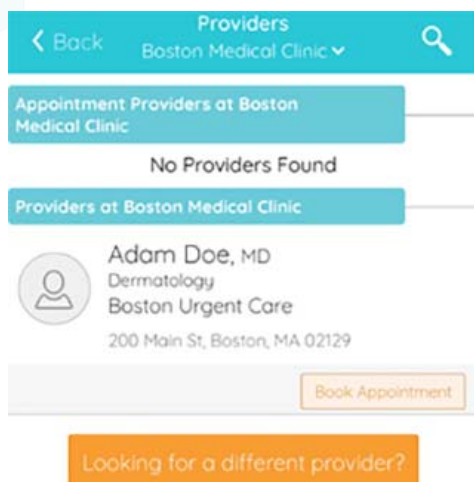 Providers
Back
Boston Medical Clinic
Appointment Providers at Boston
Medical Clinic
No Providers Found
Providers at Boston Medical Clinic
Adam Doe, MD
Dermatology
Boston Urgent Care
200 Main St, Boston, MA 02129
Book Appointment
Looking for a different provider?